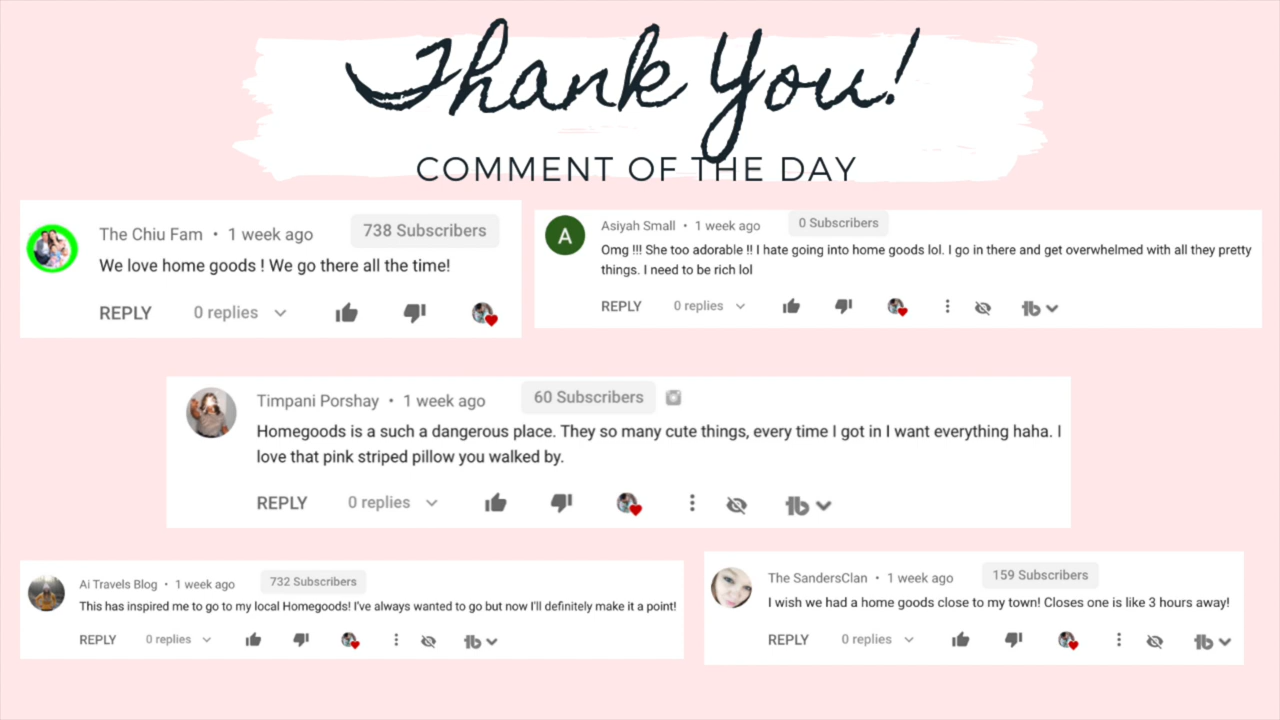 Thank You!
COMMENT OF THE DAY
The Chiu Fam • 1 week ago 738 Subscribers
We love home goods ! We go there all the time!
REPLY 0 replies
Asiyah Small • 1 week ago 0 Subscribers
A
Omg !!! She too adorable !! I hate going into home goods lol. I go in there and get overwhelmed with all they pretty
things. I need to be rich lol
REPLY 0 replies
Timpani Porshay • 1 week ago 60 Subscribers
Homegoods is a such a dangerous place. They so many cute things, every time I got in I want everything haha. I
love that pink striped pillow you walked by.
REPLY 0 replies
Ai Travels Blog • 1 week ago 732 Subscribers
This has inspired me to go to my local Homegoods! I've always wanted to go but now I'll definitely make it a point!
REPLY 0 replies
The SandersClan • 1 week ago 159 Subscribers
I wish we had a home goods close to my town! Closes one is like 3 hours away!
REPLY 0 replies